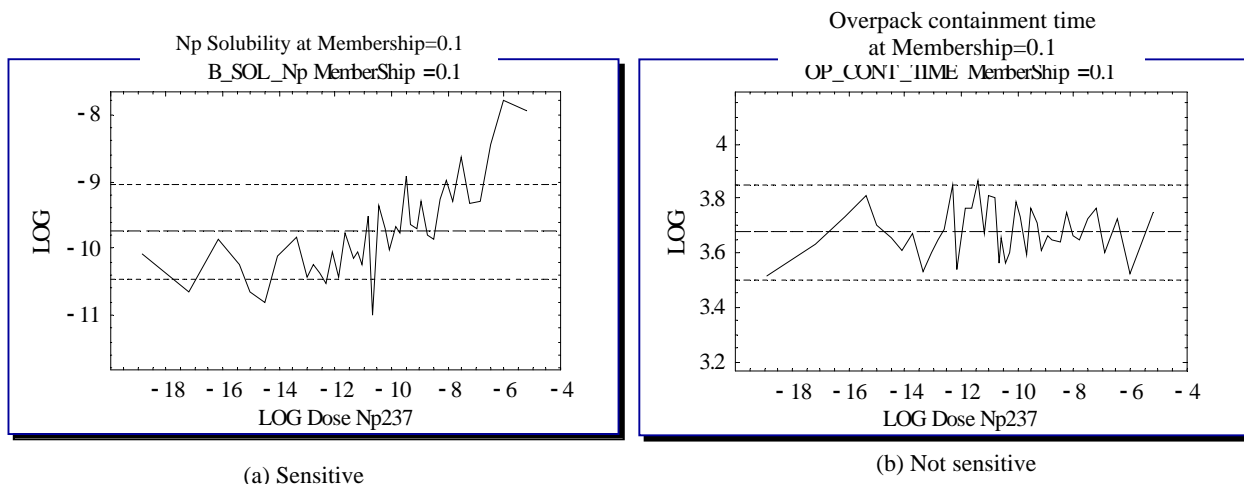 Np Solubility at Membership=0.1
B_SOL_Np MemberShip =0.1
-8
-9
-10
-11
LOG
-18 -16 -14 -12 -10 -8 -6 -4
LOG Dose Np237
(a) Sensitive
Overpack containment time
at Membership=0.1
OP_CONT_TIME MemberShip =0.1
4
3.8
3.6
3.4
3.2
LOG
-18 -16 -14 -12 -10 -8 -6 -4
LOG Dose Np237
(b) Not sensitive